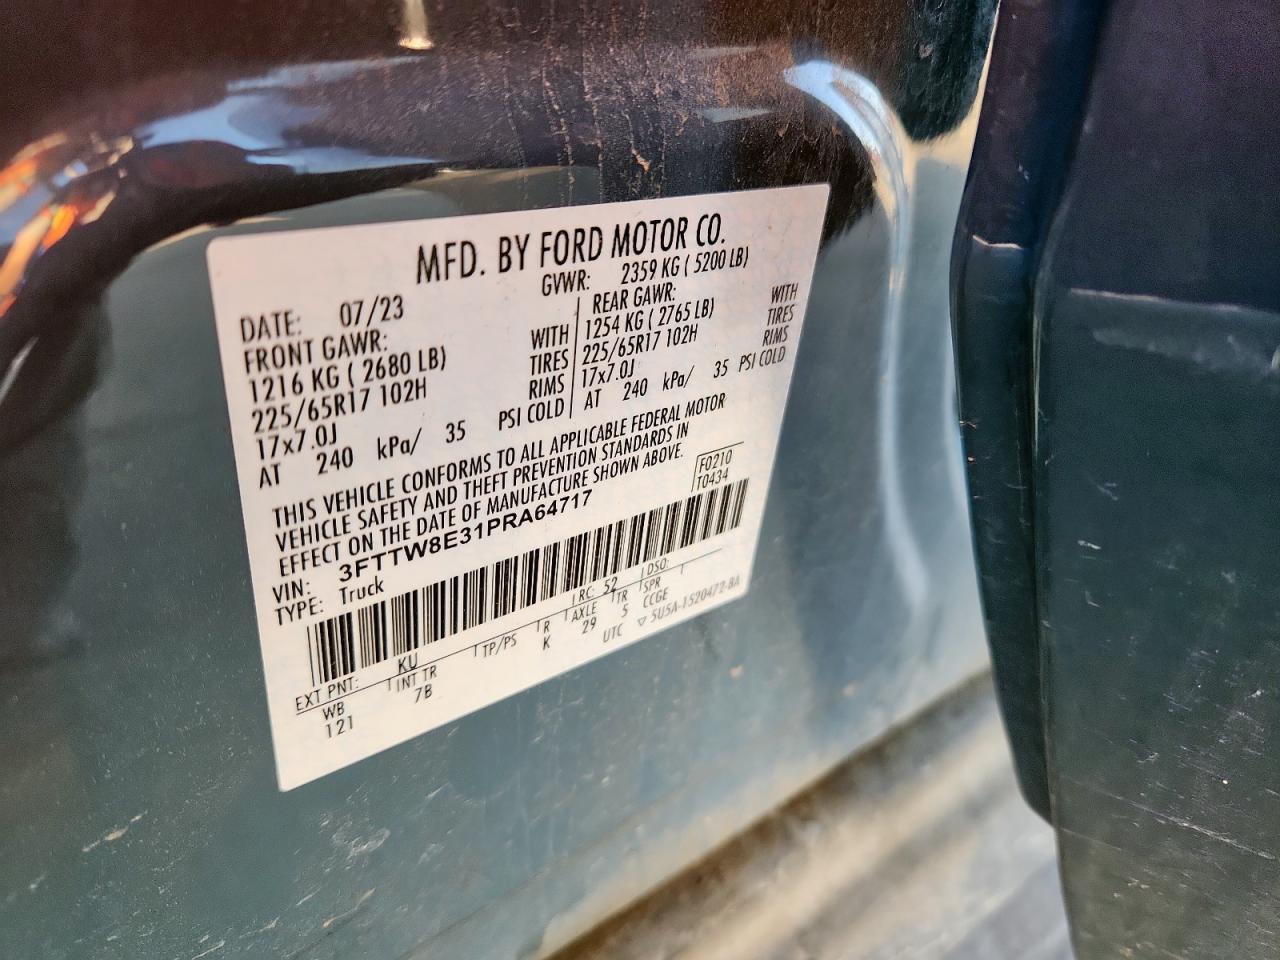 MFD. BY FORD MOTOR CO.
DATE: 07/23 GVWR: 2359 KG ( 5200 LB)
FRONT GAWR: REAR GAWR:
1216 KG ( 2680 LB) WITH 1254 KG ( 2765 LB) WITH
225/65R17 102H TIRES 225/65R17 102H TIRES
17x7.0J RIMS 17x7.0J RIMS
AT 240 kPa/ 35 PSI COLD AT 240 kPa/ 35 PSI COLD
THIS VEHICLE CONFORMS TO ALL APPLICABLE FEDERAL MOTOR
VEHICLE SAFETY AND THEFT PREVENTION STANDARDS IN
EFFECT ON THE DATE OF MANUFACTURE SHOWN ABOVE.
F0210
T0434
VIN: 3FTTW8E31PRA64717
TYPE: Truck
EXT PNT: KU RC: 52 DSO:
WB INT TR TP/PS R AXLE TR SPR
121 7B K 29 5 CCGE
UTC ▽ 5U5A-1520472-BA